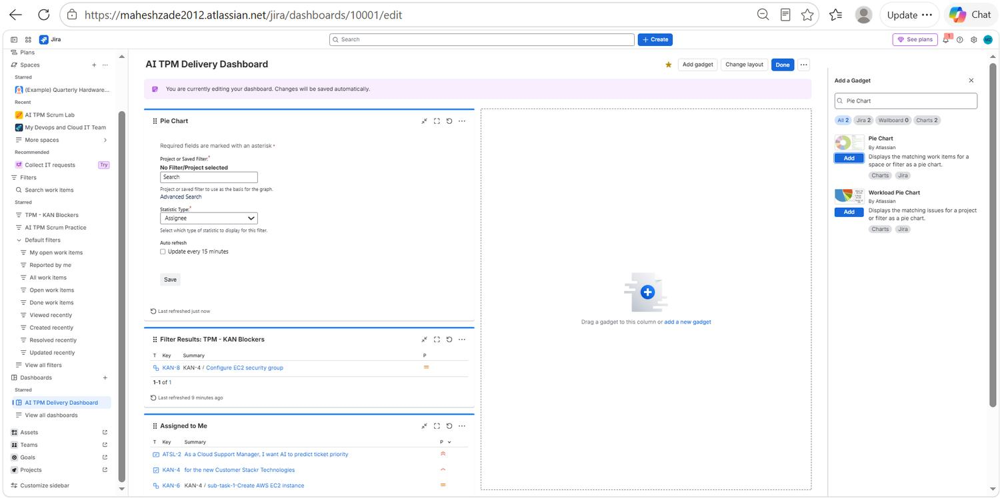 https://maheshzade2012.atlassian.net/jira/dashboards/10001/edit
Update
Chat
Jira
Search
Create
See plans
1
MZ
Plans
Spaces
Starred
(Example) Quarterly Hardware...
Recent
AI TPM Scrum Lab
My Devops and Cloud IT Team
More spaces
Recommended
Collect IT requests Try
Filters
Search work items
Starred
TPM - KAN Blockers
AI TPM Scrum Practice
Default filters
My open work items
Reported by me
All work items
Open work items
Done work items
Viewed recently
Created recently
Resolved recently
Updated recently
View all filters
Dashboards
Starred
AI TPM Delivery Dashboard
View all dashboards
Assets
Teams
Goals
Projects
Customize sidebar
AI TPM Delivery Dashboard
Add gadget
Change layout
Done
You are currently editing your dashboard. Changes will be saved automatically.
Pie Chart
Required fields are marked with an asterisk *
Project or Saved Filter:*
No Filter/Project selected
Search
Project or saved filter to use as the basis for the graph.
Advanced Search
Statistic Type:*
Assignee
Select which type of statistic to display for this filter.
Auto refresh
Update every 15 minutes
Save
Last refreshed just now
Filter Results: TPM - KAN Blockers
T Key Summary P
KAN-8 KAN-4 / Configure EC2 security group
1-1 of 1
Last refreshed 9 minutes ago
Assigned to Me
T Key Summary P
ATSL-2 As a Cloud Support Manager, I want AI to predict ticket priority
KAN-4 for the new Customer Stackr Technologies
KAN-6 KAN-4 / sub-task-1-Create AWS EC2 instance
Drag a gadget to this column or add a new gadget
Add a Gadget
Pie Chart
All 2 Jira 2 Wallboard 0 Charts 2
Pie Chart
By Atlassian
Add
Displays the matching work items for a
space or filter as a pie chart.
Charts Jira
Workload Pie Chart
By Atlassian
Add
Displays the matching issues for a project
or filter as a pie chart.
Charts Jira